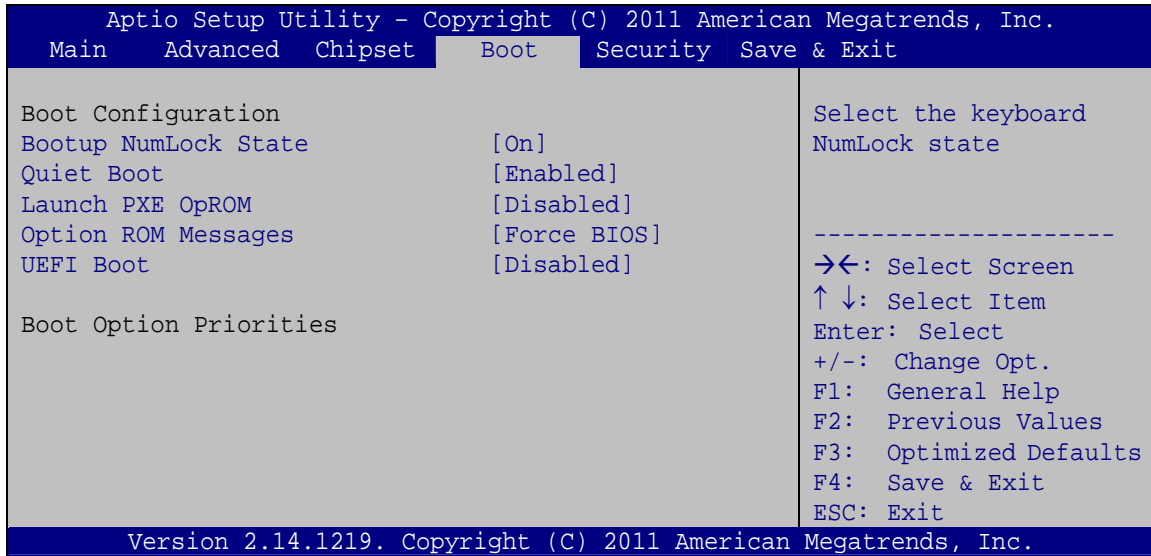 Aptio Setup Utility – Copyright (C) 2011 American Megatrends, Inc.
Main Advanced Chipset Boot Security Save & Exit
Boot Configuration
Bootup NumLock State [On]
Quiet Boot [Enabled]
Launch PXE OpROM [Disabled]
Option ROM Messages [Force BIOS]
UEFI Boot [Disabled]
Boot Option Priorities
Select the keyboard
NumLock state
---------------------
→←: Select Screen
↑ ↓: Select Item
Enter: Select
+/-: Change Opt.
F1: General Help
F2: Previous Values
F3: Optimized Defaults
F4: Save & Exit
ESC: Exit
Version 2.14.1219. Copyright (C) 2011 American Megatrends, Inc.